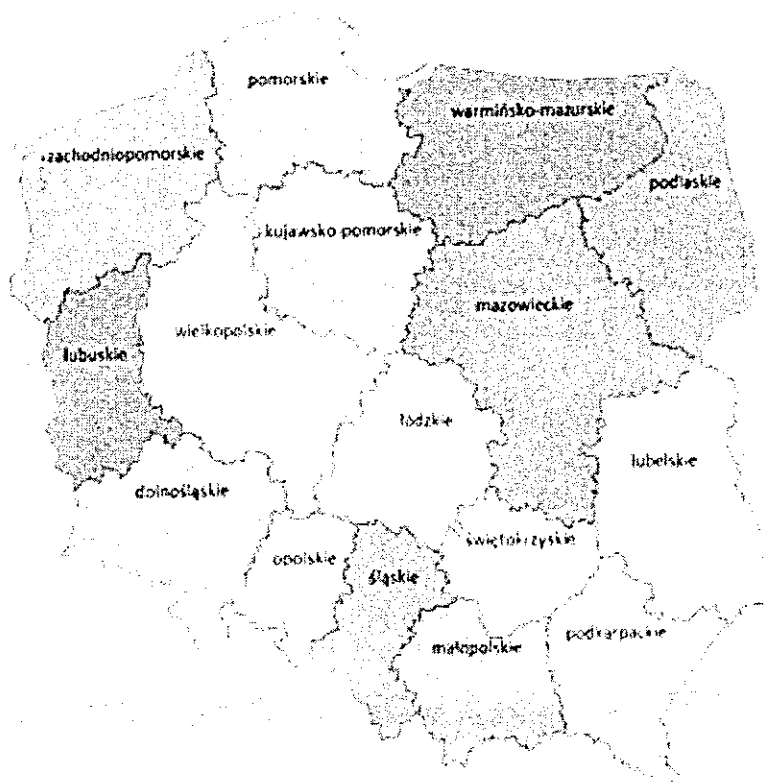 pomorskie
warmińsko-mazurskie
zachodniopomorskie
podlaskie
kujawsko-pomorskie
mazowieckie
wielkopolskie
lubuskie
łódzkie
lubelskie
dolnośląskie
świętokrzyskie
opolskie
śląskie
podkarpackie
małopolskie